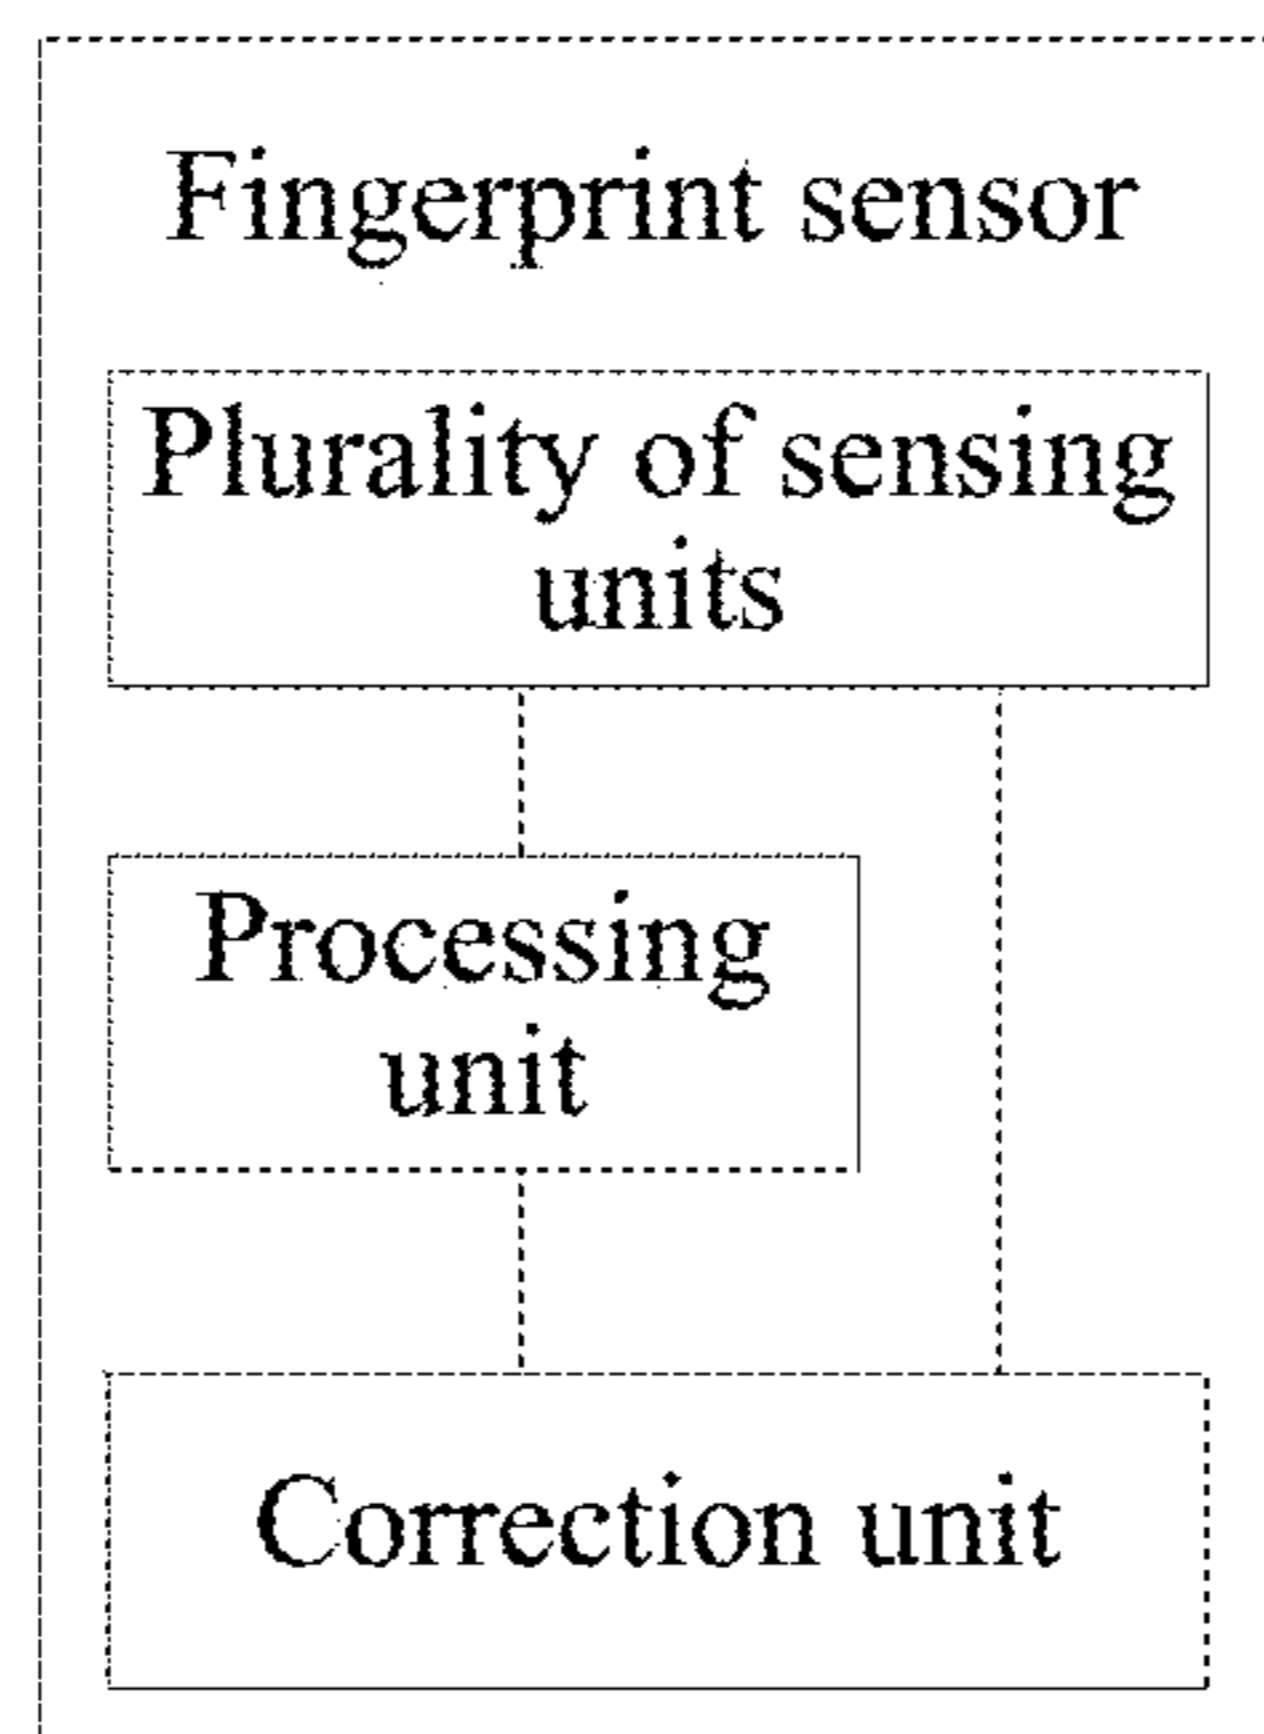 Fingerprint sensor
Plurality of sensing
units
Processing
unit
Correction unit